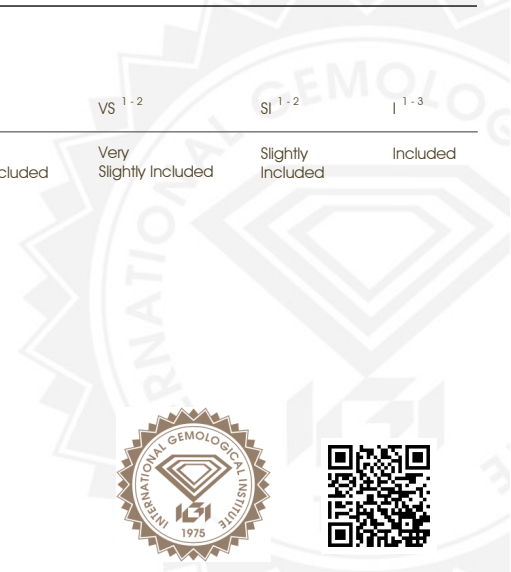 VS 1 - 2
SI 1 - 2
I 1 - 3
cluded
Very
Slightly Included
Slightly
Included
Included
INTERNATIONAL GEMOLOGICAL INSTITUTE
IGI
1975